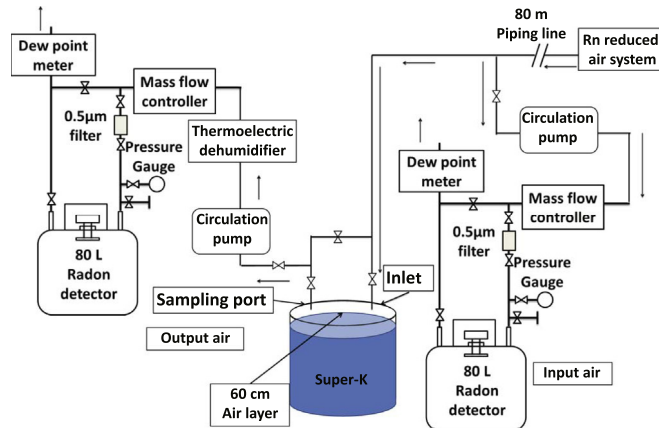 Dew point
meter
Mass flow
controller
0.5μm
filter
Thermoelectric
dehumidifier
Pressure
Gauge
Circulation
pump
80 L
Radon
detector
Sampling port
Output air
60 cm
Air layer
Super-K
Inlet
80 m
Piping line
Rn reduced
air system
Circulation
pump
Dew point
meter
Mass flow
controller
0.5μm
filter
Pressure
Gauge
80 L
Radon
detector
Input air